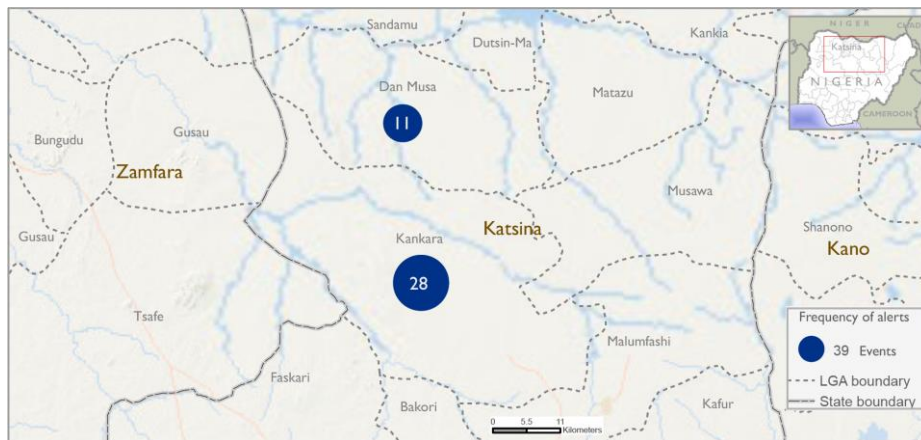 Sandamu
Dutsin-Ma
Kankia
NIGER
CHAD
Katsina
NIGERIA
CAMEROON
Dan Musa
11
Matazu
Bungudu
Gusau
Zamfara
Musawa
Shanono
Kano
Katsina
Kankara
28
Gusau
Tsafe
Malumfashi
Faskari
Bakori
Kafur
0 5.5 11
Kilometers
Frequency of alerts
39 Events
LGA boundary
State boundary